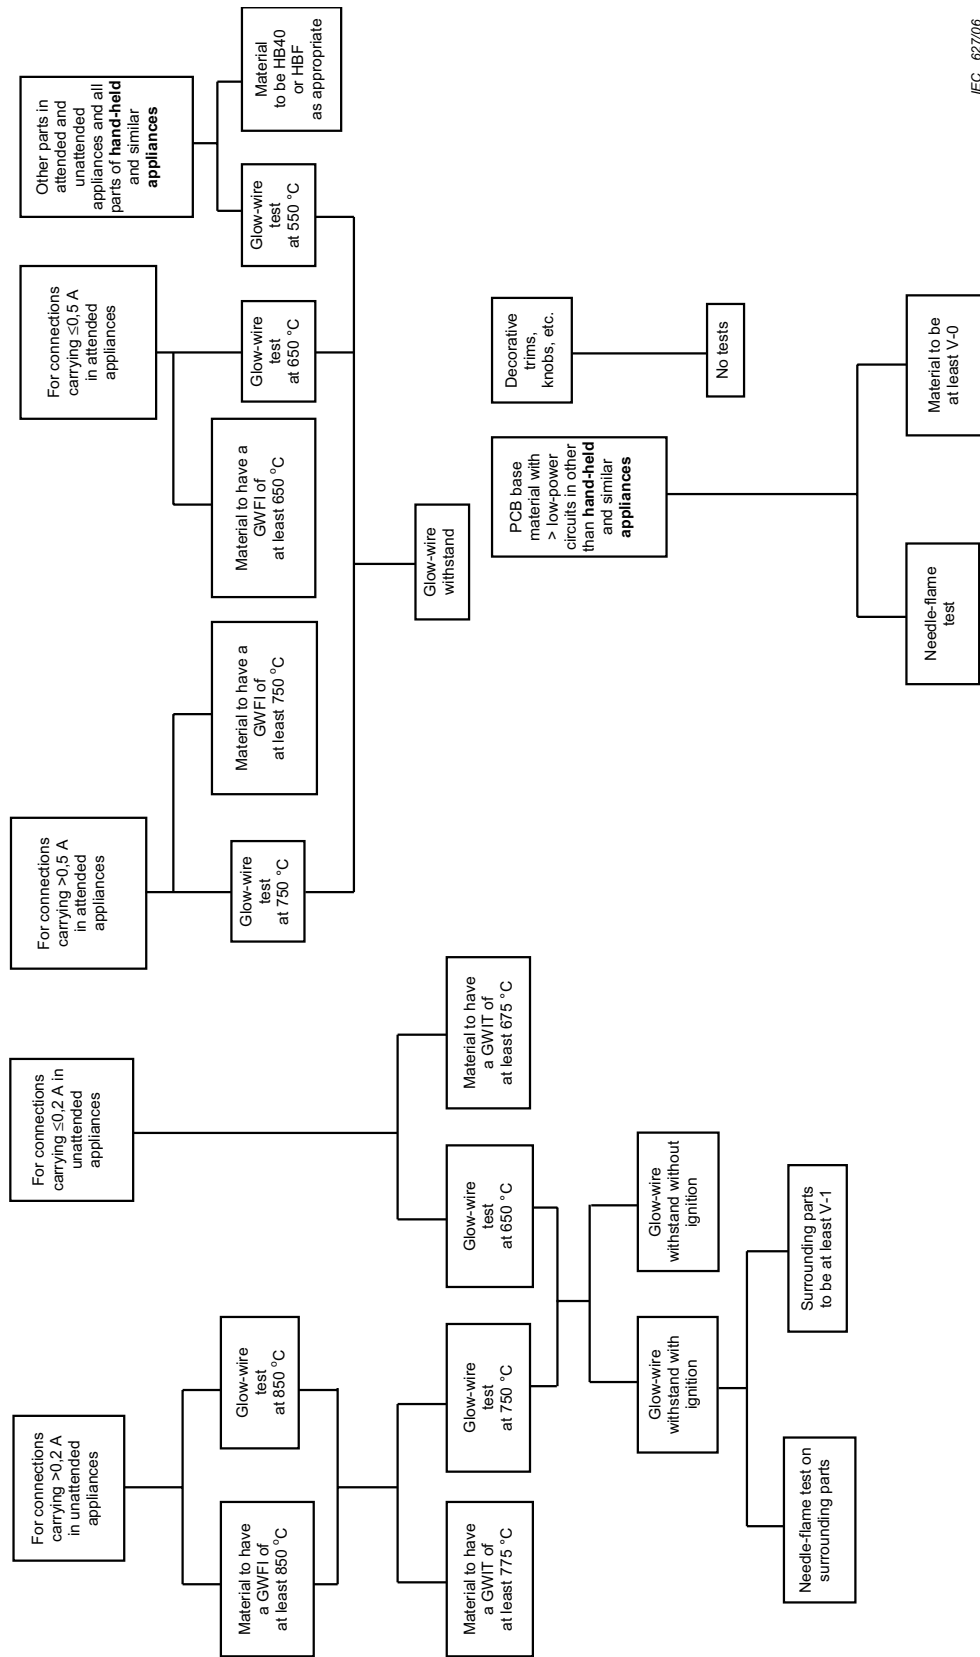 For connections
carrying >0,2 A
in unattended
appliances
Material to have
a GWFI of
at least 850 °C
Glow-wire
test
at 850 °C
Material to have
a GWIT of
at least 775 °C
Glow-wire
test
at 750 °C
For connections
carrying ≤0,2 A in
unattended
appliances
Glow-wire
test
at 650 °C
Material to have
a GWIT of
at least 675 °C
Glow-wire
withstand with
ignition
Glow-wire
withstand without
ignition
Needle-flame test on
surrounding parts
Surrounding parts
to be at least V-1
For connections
carrying >0,5 A
in attended
appliances
Glow-wire
test
at 750 °C
Material to have a
GWFI of
at least 750 °C
For connections
carrying ≤0,5 A
in attended
appliances
Material to have a
GWFI of
at least 650 °C
Glow-wire
test
at 650 °C
Other parts in
attended and
unattended
appliances and all
parts of hand-held
and similar
appliances
Glow-wire
test
at 550 °C
Material
to be HB40
or HBF
as appropriate
Glow-wire
withstand
PCB base
material with
> low-power
circuits in other
than hand-held
and similar
appliances
Needle-flame
test
Material to be
at least V-0
Decorative
trims,
knobs, etc.
No tests
IEC 627/06